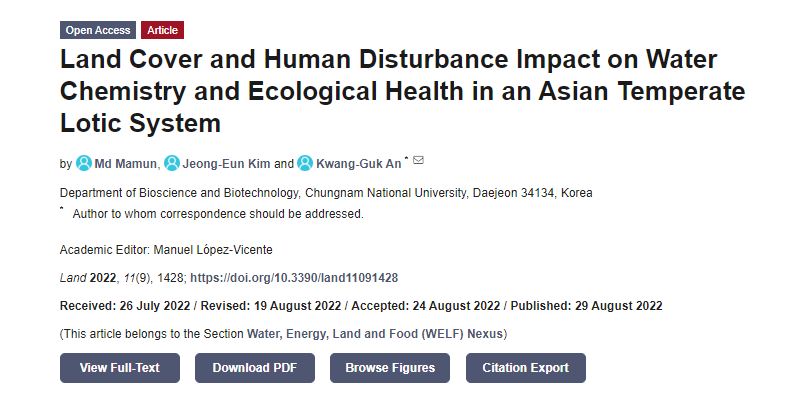 Open Access Article
Land Cover and Human Disturbance Impact on Water
Chemistry and Ecological Health in an Asian Temperate
Lotic System
by Md Mamun, Jeong-Eun Kim and Kwang-Guk An *
Department of Bioscience and Biotechnology, Chungnam National University, Daejeon 34134, Korea
* Author to whom correspondence should be addressed.
Academic Editor: Manuel López-Vicente
Land 2022, 11(9), 1428; https://doi.org/10.3390/land11091428
Received: 26 July 2022 / Revised: 19 August 2022 / Accepted: 24 August 2022 / Published: 29 August 2022
(This article belongs to the Section Water, Energy, Land and Food (WELF) Nexus)
View Full-Text Download PDF Browse Figures Citation Export